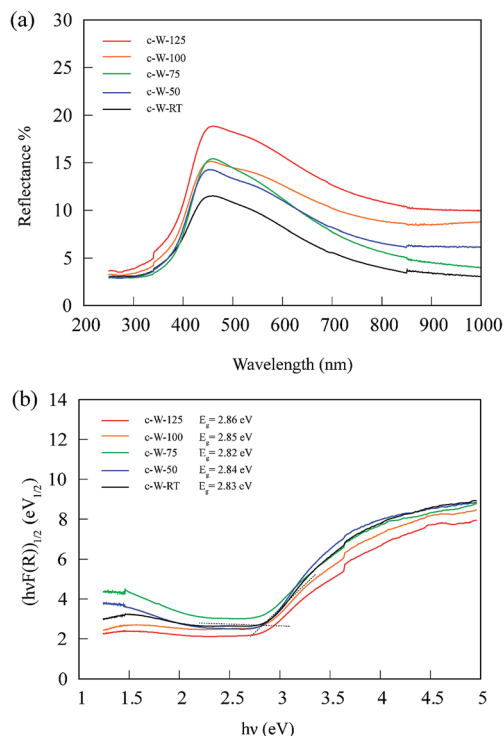 (a)
30
25
20
15
10
5
0
Reflectance %
c-W-125
c-W-100
c-W-75
c-W-50
c-W-RT
200 300 400 500 600 700 800 900 1000
Wavelength (nm)
(b)
14
12
10
8
6
4
2
0
(hνF(R))1/2 (eV1/2)
c-W-125 Eg= 2.86 eV
c-W-100 Eg= 2.85 eV
c-W-75 Eg= 2.82 eV
c-W-50 Eg= 2.84 eV
c-W-RT Eg= 2.83 eV
1 1.5 2 2.5 3 3.5 4 4.5 5
hν (eV)